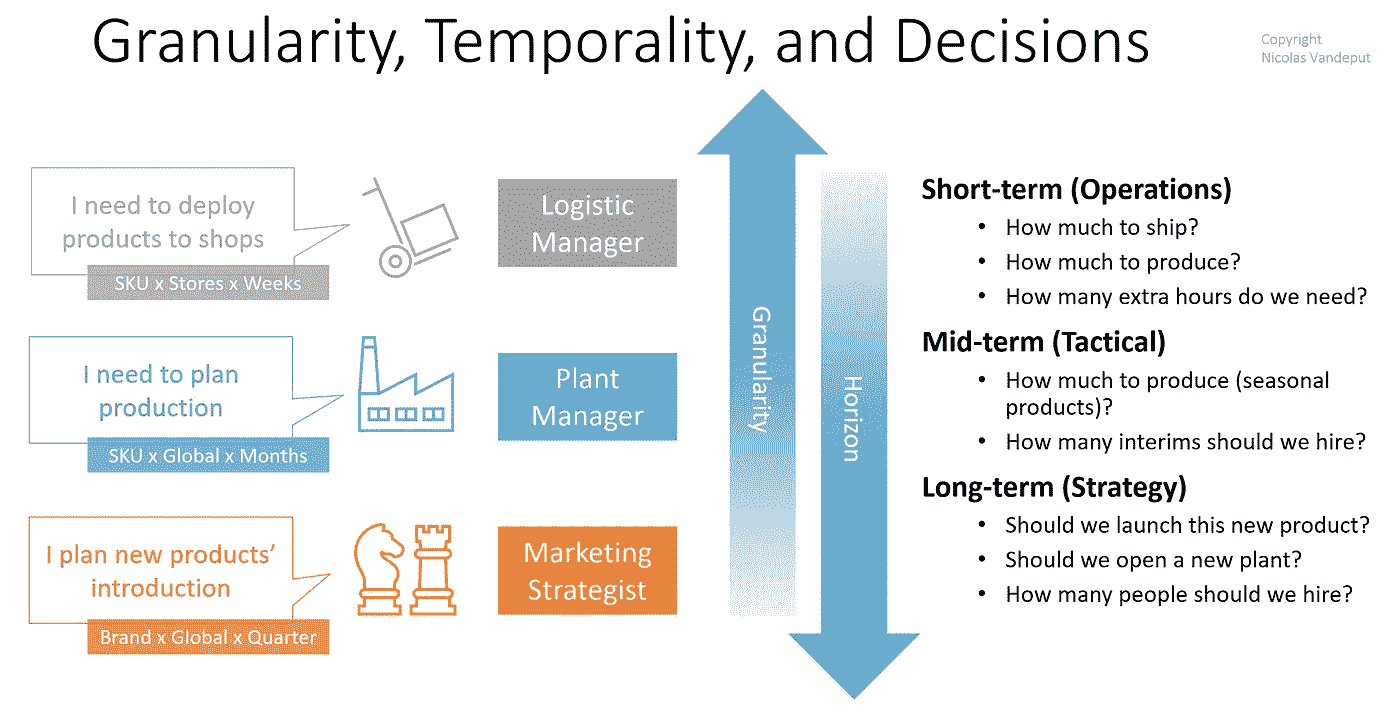 Granularity, Temporality, and Decisions
Copyright
Nicolas Vandeput
I need to deploy
products to shops
SKU x Stores x Weeks
Logistic
Manager
I need to plan
production
SKU x Global x Months
Plant
Manager
I plan new products’
introduction
Brand x Global x Quarter
Marketing
Strategist
Granularity
Horizon
Short-term (Operations)
• How much to ship?
• How much to produce?
• How many extra hours do we need?
Mid-term (Tactical)
• How much to produce (seasonal
products)?
• How many interims should we hire?
Long-term (Strategy)
• Should we launch this new product?
• Should we open a new plant?
• How many people should we hire?